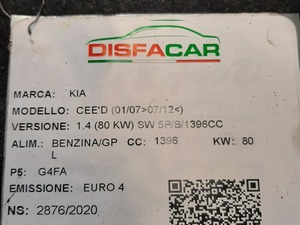 DISFACAR
MARCA: KIA
MODELLO: CEE'D (01/07>07/12<)
VERSIONE: 1.4 (80 KW) SW 5P/B/1396CC
ALIM.: BENZINA/GP CC: 1396 KW: 80
L
P5: G4FA
EMISSIONE: EURO 4
NS: 2876/2020